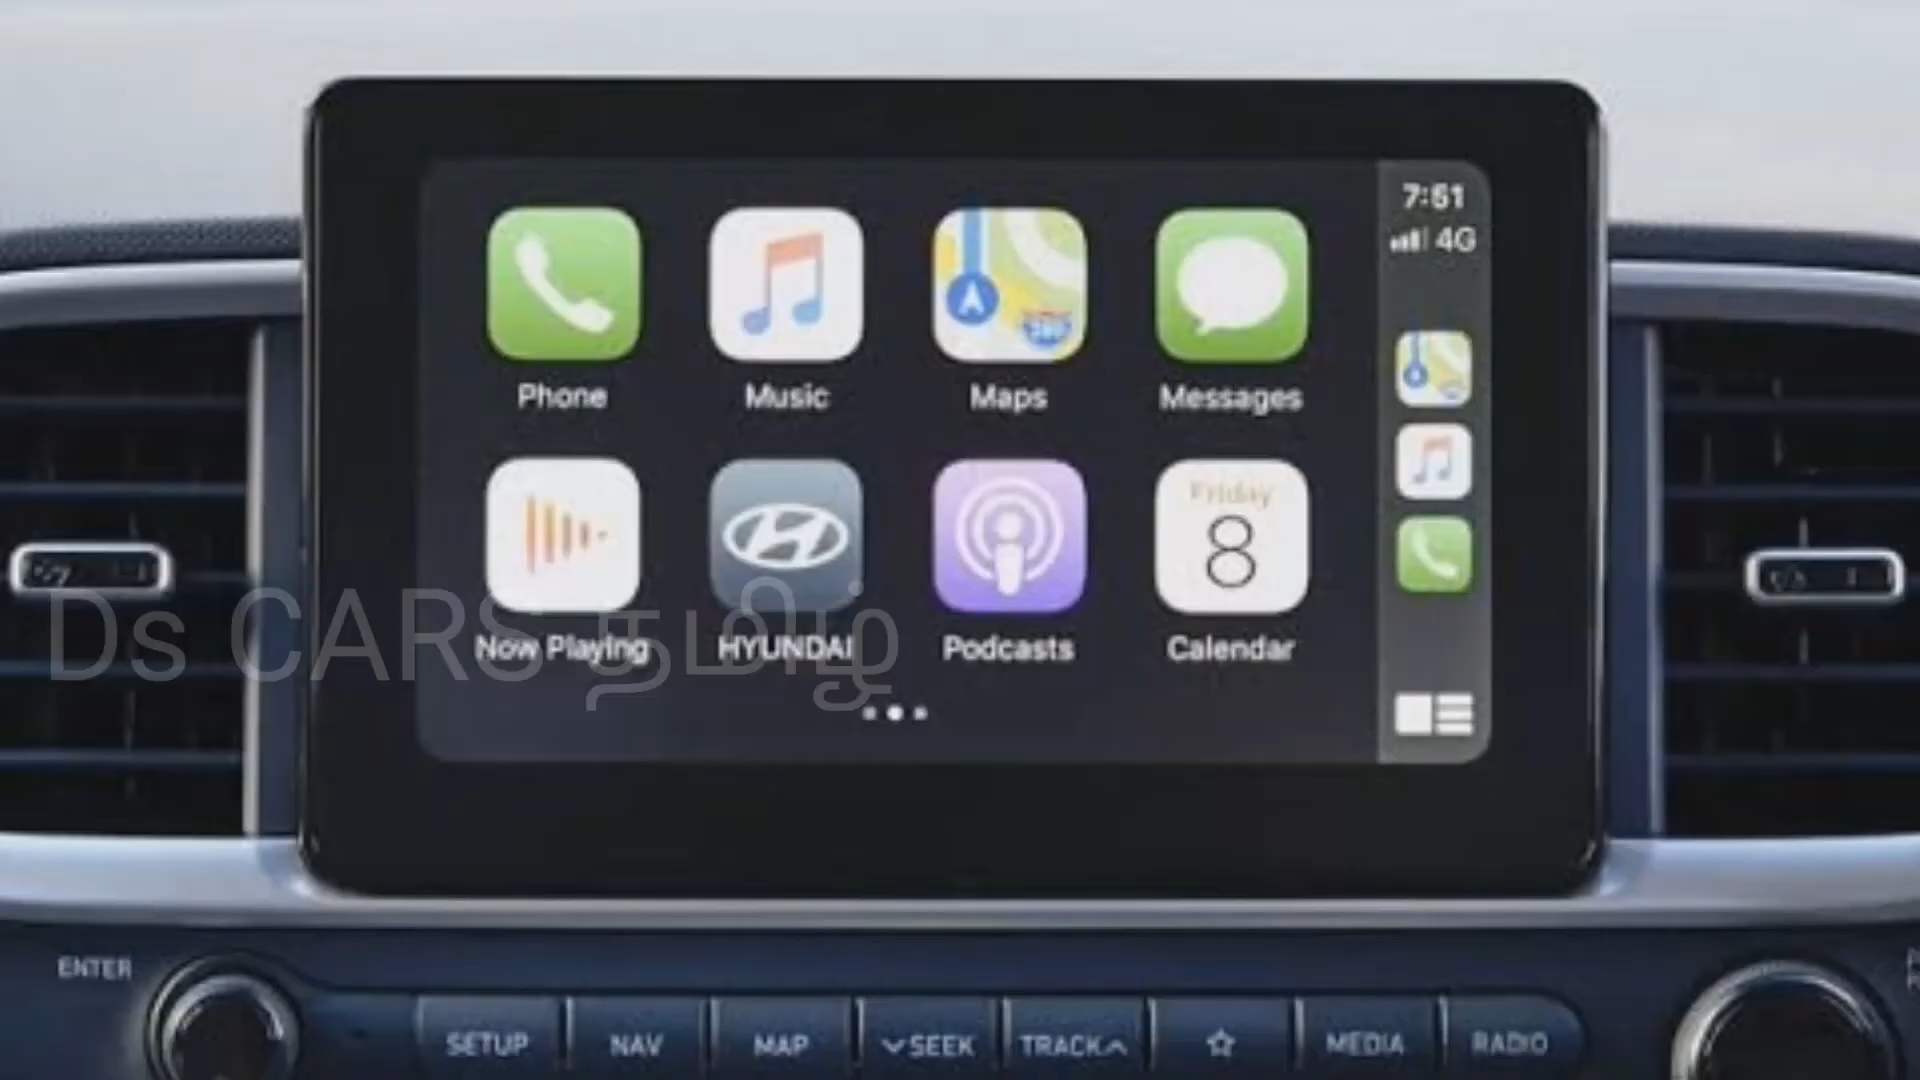 7:51
4G
280
Phone
Music
Maps
Messages
Friday
8
Now Playing
HYUNDAI
Podcasts
Calendar
Ds CARS தமிழ்
ENTER
SETUP
NAV
MAP
SEEK
TRACK
MEDIA
RADIO